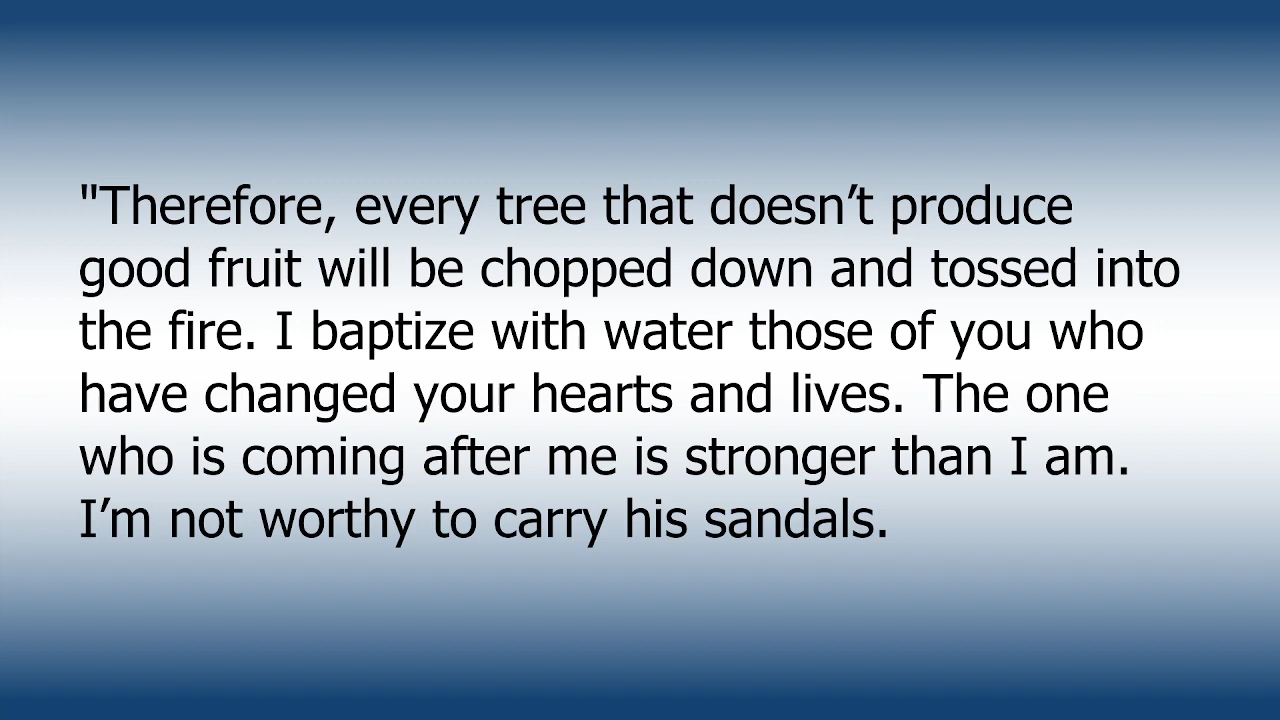 "Therefore, every tree that doesn’t produce
good fruit will be chopped down and tossed into
the fire. I baptize with water those of you who
have changed your hearts and lives. The one
who is coming after me is stronger than I am.
I’m not worthy to carry his sandals.